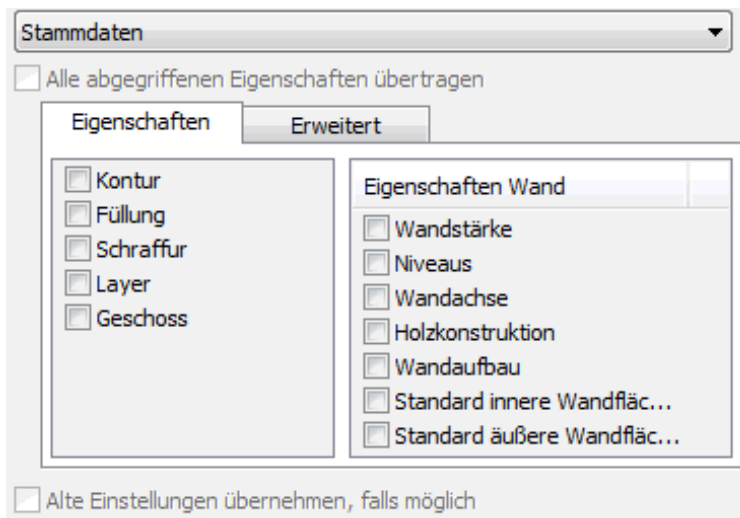 Stammdaten
Alle abgegriffenen Eigenschaften übertragen
Eigenschaften Erweitert
Kontur
Füllung
Schraffur
Layer
Geschoss
Eigenschaften Wand
Wandstärke
Niveaus
Wandachse
Holzkonstruktion
Wandaufbau
Standard innere Wandfläc...
Standard äußere Wandfläc...
Alte Einstellungen übernehmen, falls möglich